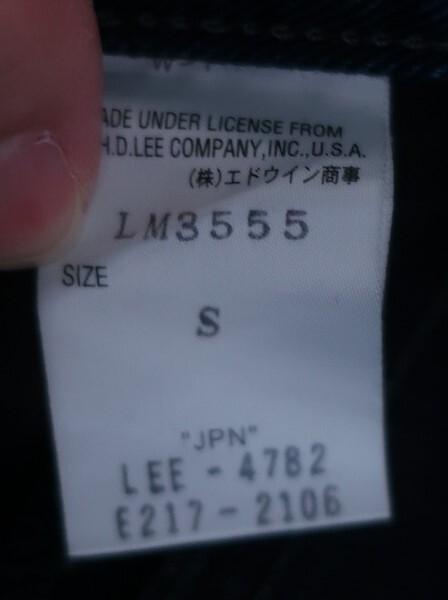 ADE UNDER LICENSE FROM
H.D.LEE COMPANY,INC.,U.S.A.
(株)エドウイン商事
LM3555
SIZE
S
"JPN"
LEE - 4782
E217-2106